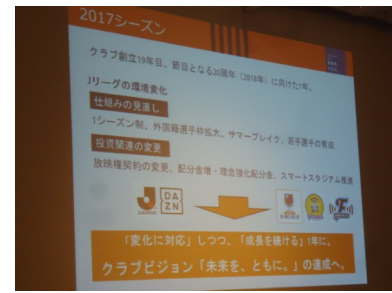 2017シーズン
クラブ創立19年目、節目となる20周年（2018年）に向けた1年。
Jリーグの環境変化
仕組みの見直し
1シーズン制、外国籍選手枠拡大、サマーブレイク、若手選手の育成
投資関連の変更
放映権契約の変更、配分金増・理念強化配分金、スマートスタジアム推進
DA
ZN
「変化に対応」しつつ、「成長を続ける」1年に。
クラブビジョン「未来を、ともに。」の達成へ。